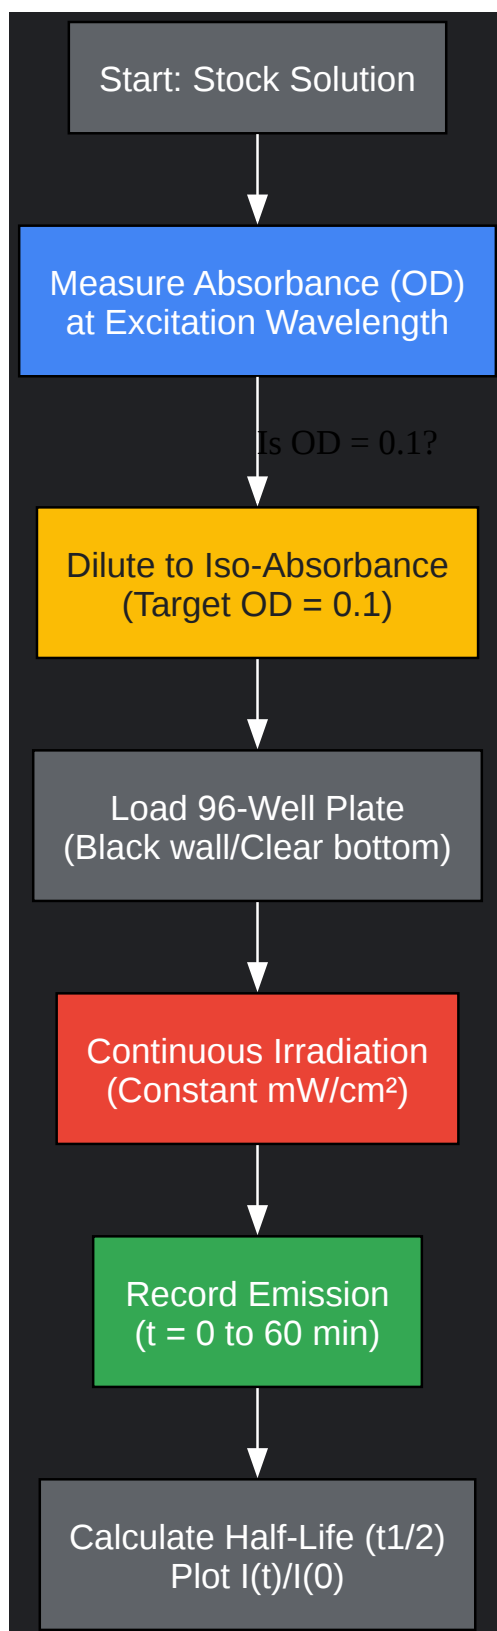 Start: Stock Solution
Measure Absorbance (OD)
at Excitation Wavelength
Is OD = 0.1?
Dilute to Iso-Absorbance
(Target OD = 0.1)
Load 96-Well Plate
(Black wall/Clear bottom)
Continuous Irradiation
(Constant mW/cm²)
Record Emission
(t = 0 to 60 min)
Calculate Half-Life (t1/2)
Plot I(t)/I(0)